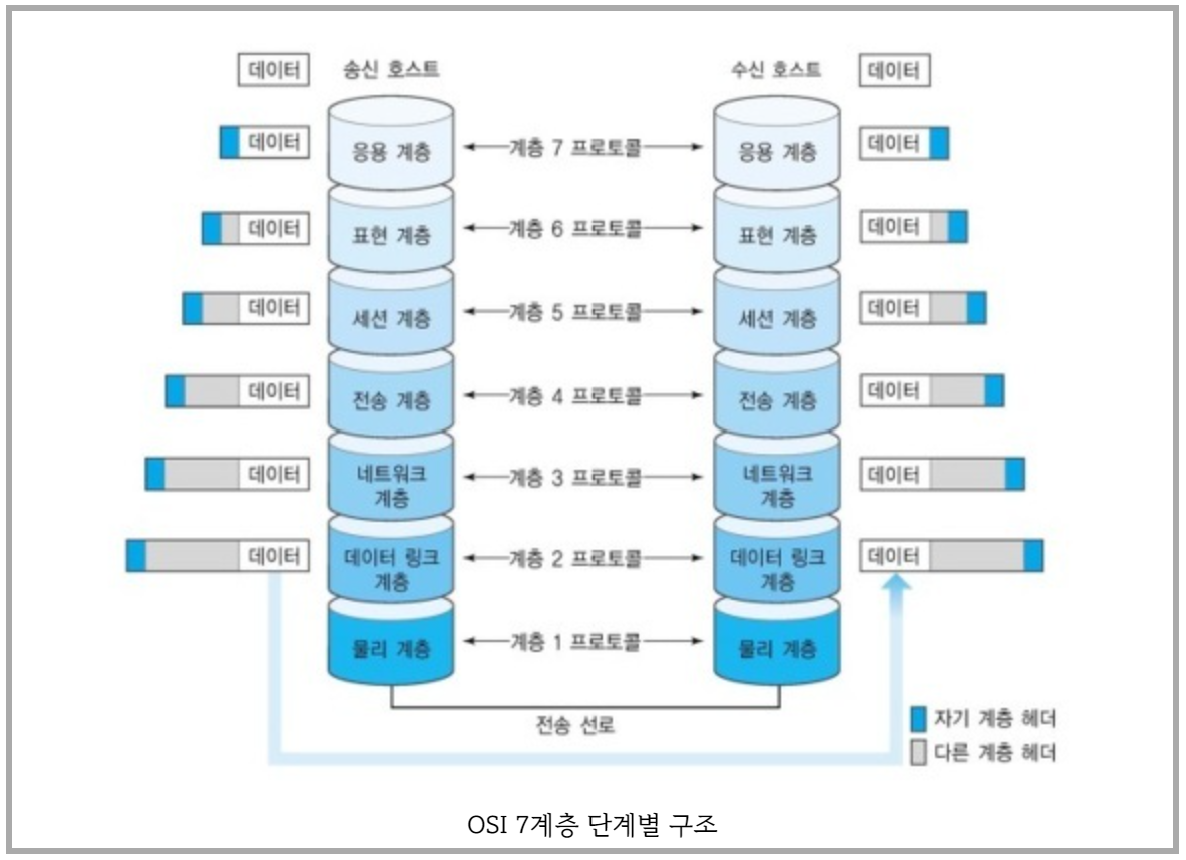 데이터 송신 호스트 수신 호스트 데이터
데이터 응용 계층 계층 7 프로토콜 응용 계층 데이터
데이터 표현 계층 계층 6 프로토콜 표현 계층 데이터
데이터 세션 계층 계층 5 프로토콜 세션 계층 데이터
데이터 전송 계층 계층 4 프로토콜 전송 계층 데이터
데이터 네트워크 계층 계층 3 프로토콜 네트워크 계층 데이터
데이터 데이터 링크 계층 계층 2 프로토콜 데이터 링크 계층 데이터
물리 계층 계층 1 프로토콜 물리 계층
전송 선로
자기 계층 헤더
다른 계층 헤더
OSI 7계층 단계별 구조